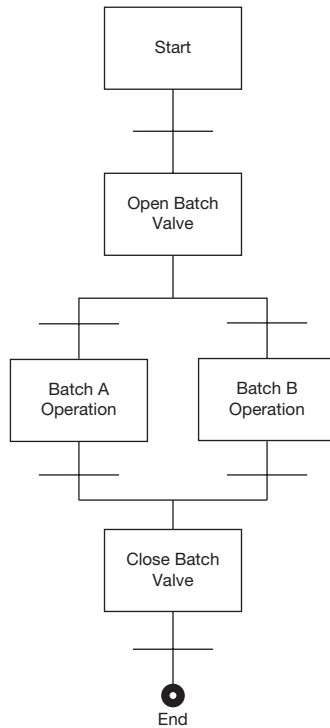 Start
Open Batch
Valve
Batch A
Operation
Batch B
Operation
Close Batch
Valve
End